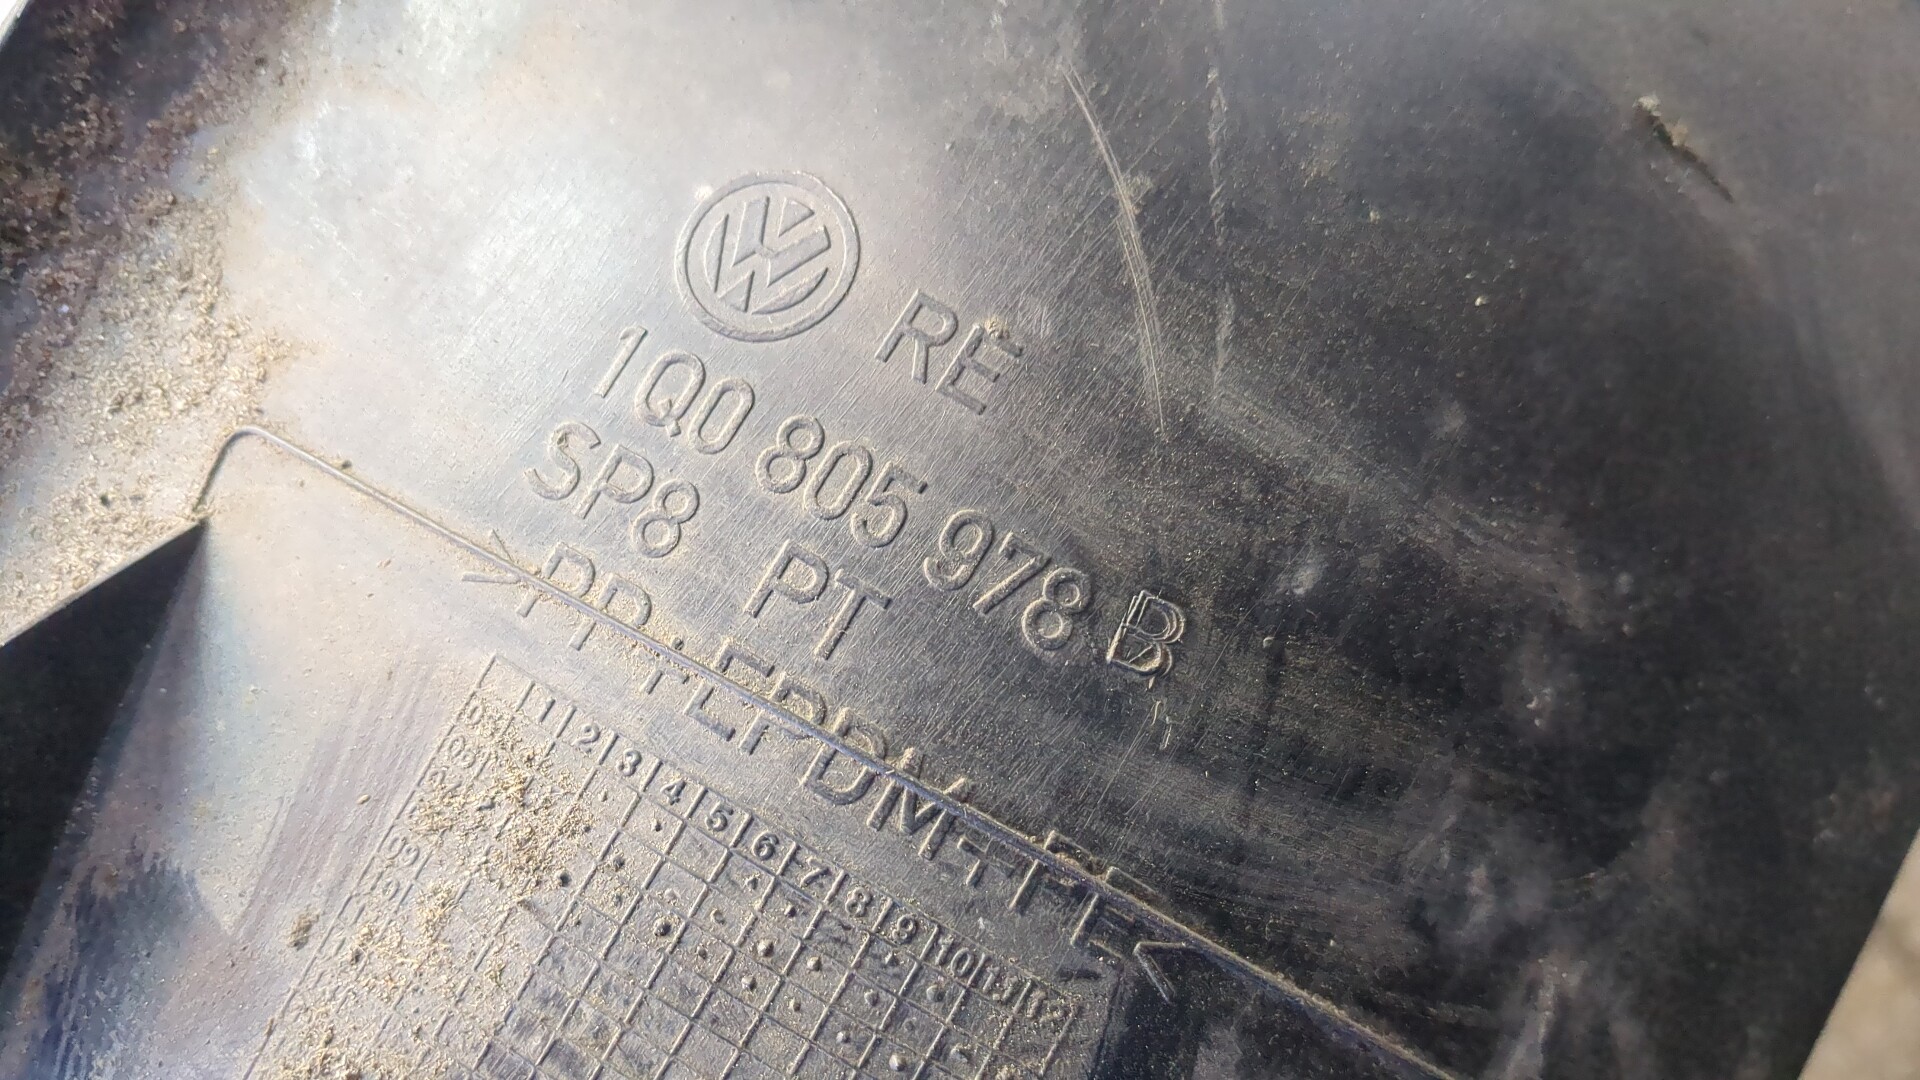 RE
1Q0 805 978 B
SP8 PT
>PP+EPDM+PE<
1 2 3 4 5 6 7 8 9 10 11 12